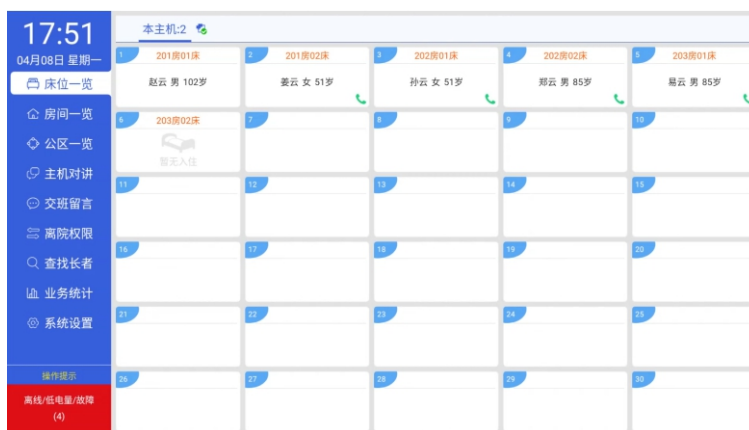 17:51
04月08日 星期一
床位一览
房间一览
公区一览
主机对讲
交班留言
离院权限
查找长者
业务统计
系统设置
操作提示
离线/低电量/故障
(4)
本主机:2
1 201房01床
赵云 男 102岁
2 201房02床
姜云 女 51岁
3 202房01床
孙云 女 51岁
4 202房02床
郑云 男 85岁
5 203房01床
易云 男 85岁
6 203房02床
暂无入住
7
8
9
10
11
12
13
14
15
16
17
18
19
20
21
22
23
24
25
26
27
28
29
30